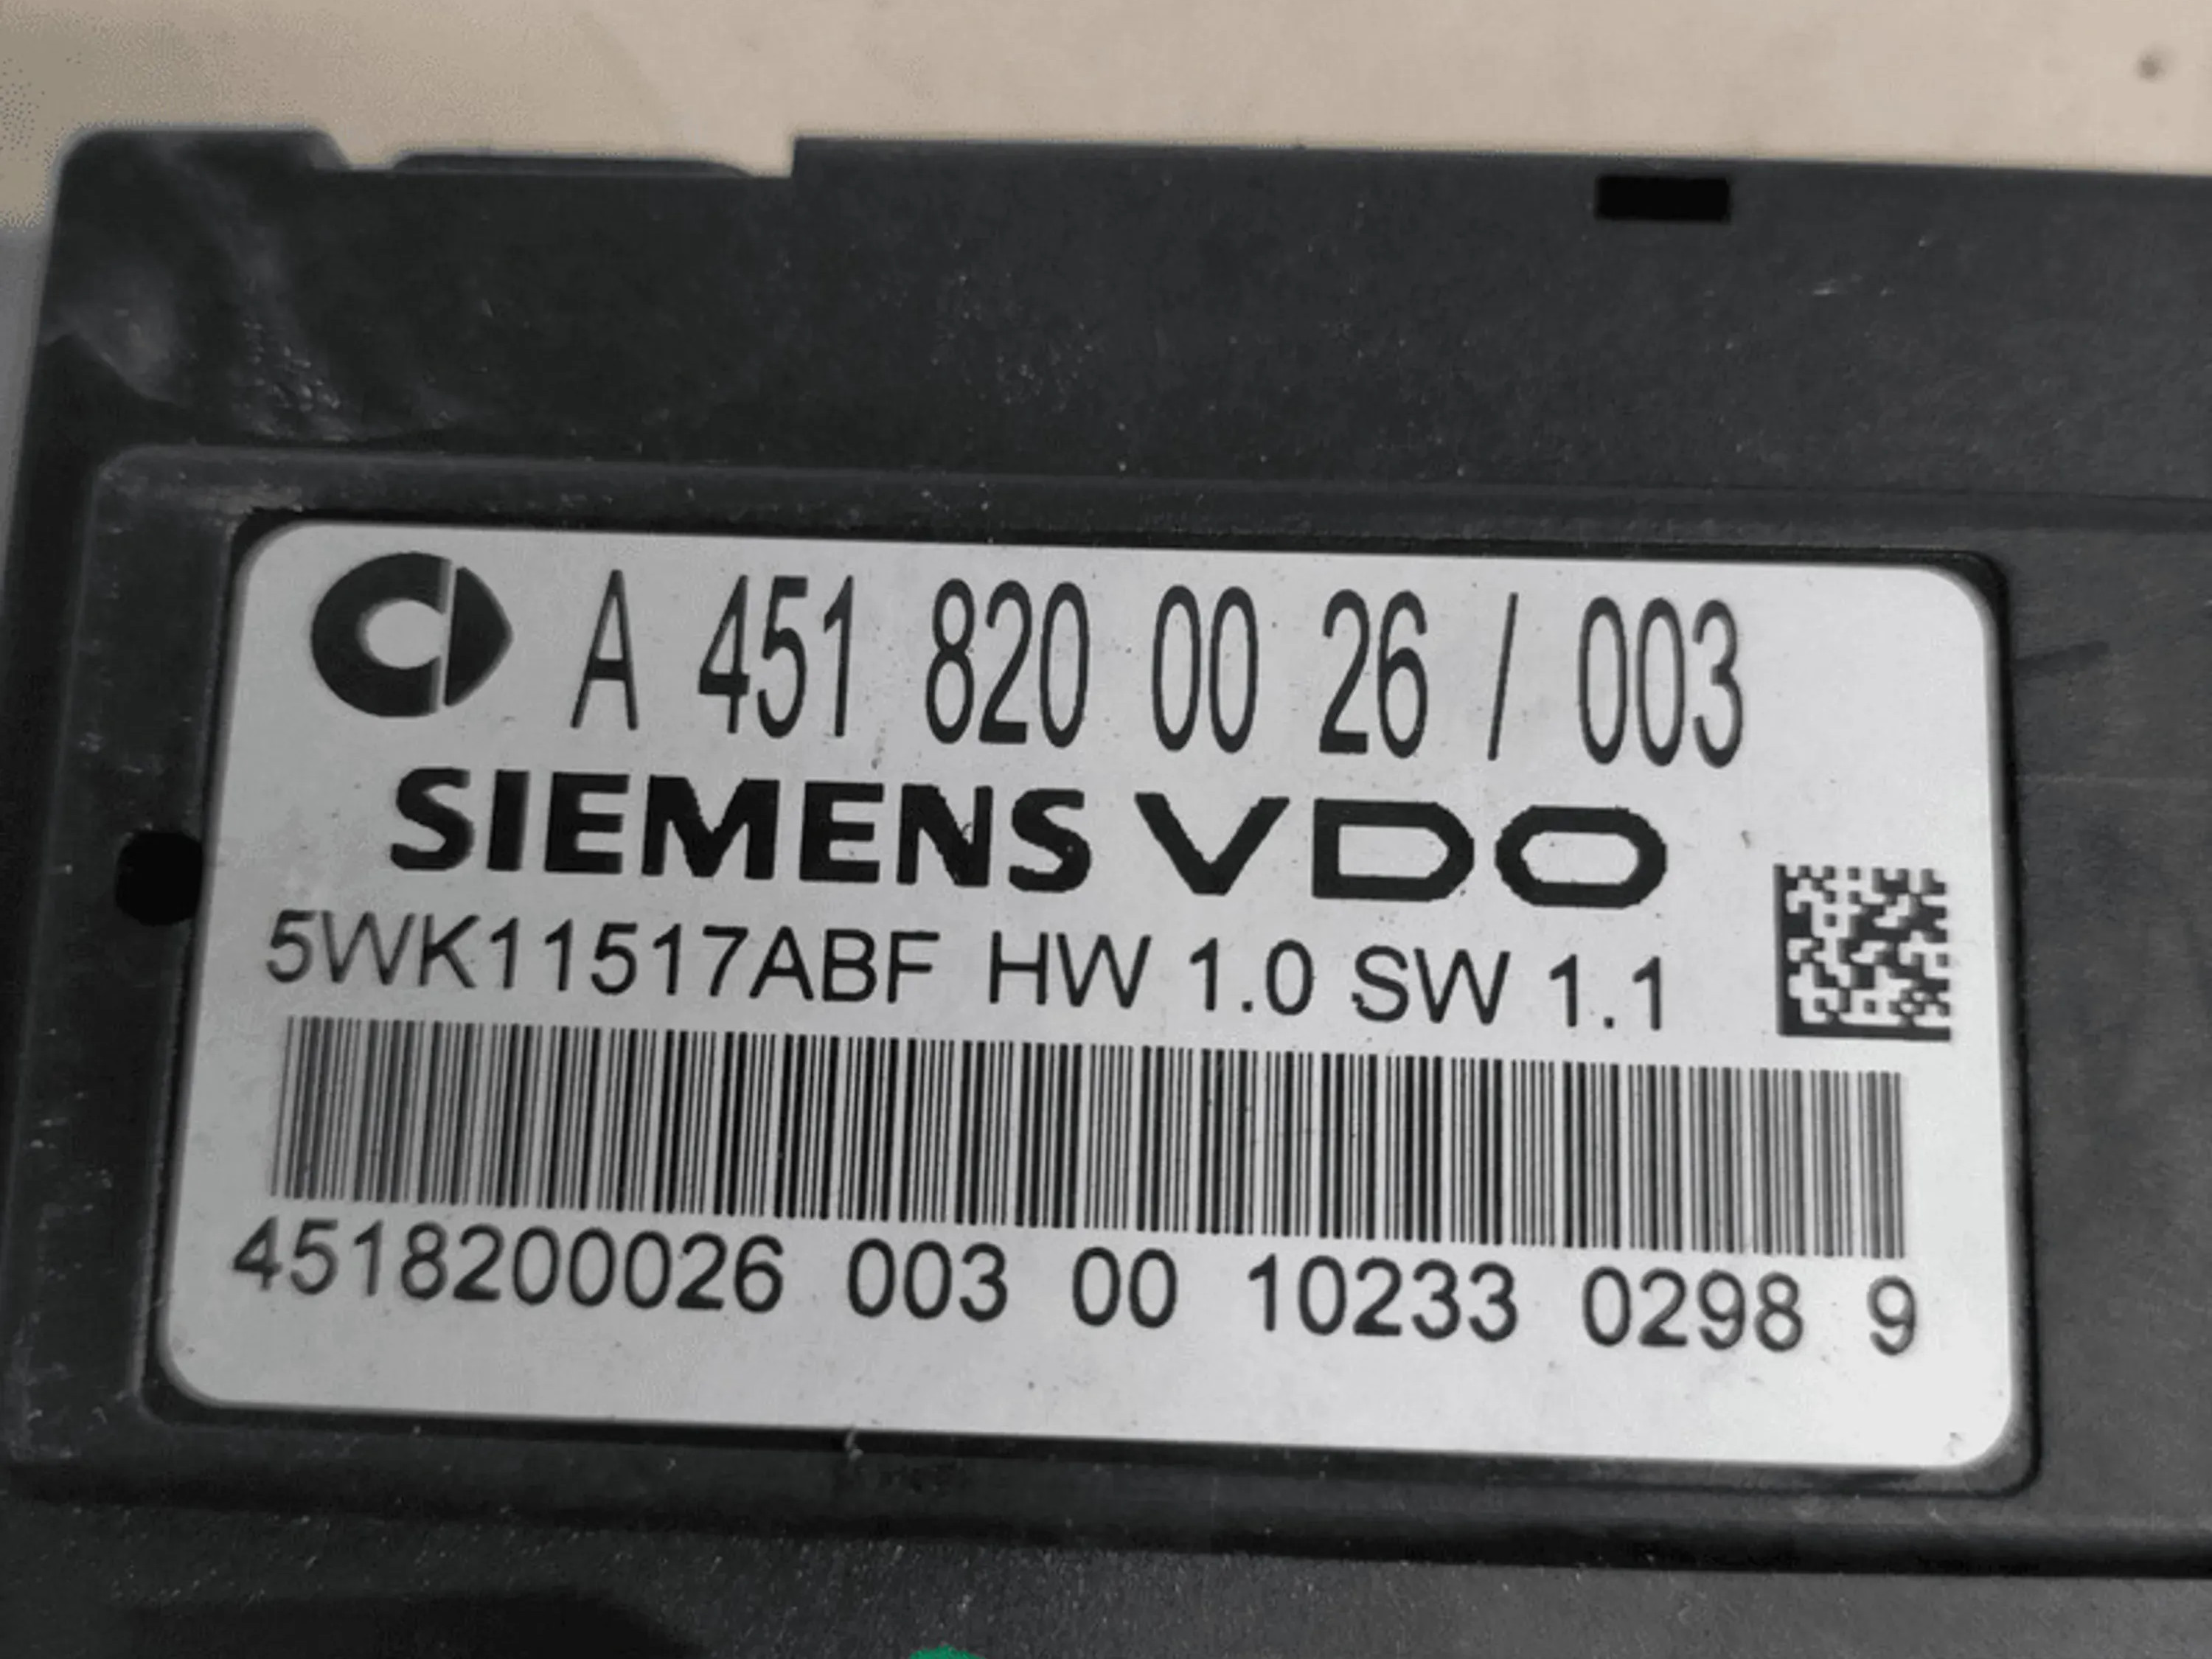 A 451 820 00 26 / 003
SIEMENS VDO
5WK11517ABF HW 1.0 SW 1.1
4518200026 003 00 10233 0298 9